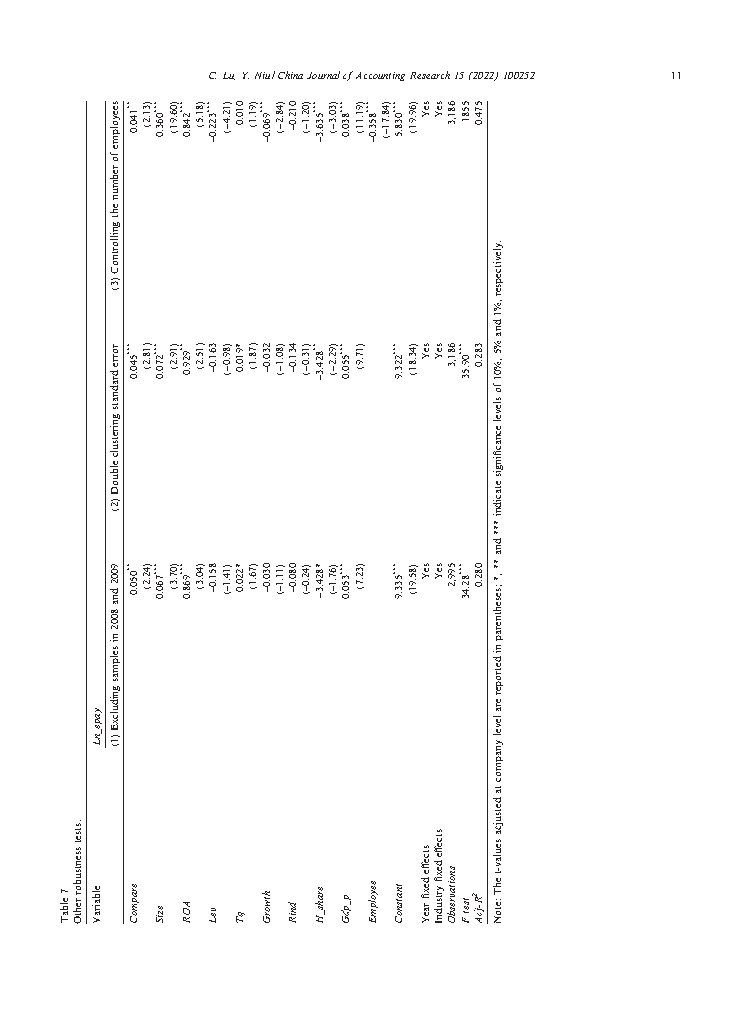 C. Lu, Y. Niu / China Journal of Accounting Research 15 (2022) 100252 11
Table 7
Other robustness tests.
Variable Ln_spay
(1) Excluding samples in 2008 and 2009 (2) Double clustering standard error (3) Controlling the number of employees
Compare 0.050** 0.045*** 0.041**
(2.24) (2.81) (2.13)
Size 0.067*** 0.072*** 0.360***
(3.70) (2.91) (19.60)
ROA 0.869*** 0.929** 0.842***
(3.04) (2.51) (5.18)
Lev −0.158 −0.163 −0.223***
(−1.41) (−0.98) (−4.21)
Tq 0.022* 0.019* 0.010
(1.67) (1.87) (1.19)
Growth −0.030 −0.032 −0.069***
(−1.11) (−1.08) (−2.84)
Rind −0.080 −0.134 −0.210
(−0.24) (−0.31) (−1.20)
H_share −3.428* −3.428** −3.635***
(−1.76) (−2.29) (−3.03)
Gdp_p 0.053*** 0.055*** 0.038***
(7.23) (9.71) (11.19)
Employee −0.358***
(−17.84)
Constant 9.335*** 9.322*** 5.830***
(19.58) (18.34) (19.96)
Year fixed effects Yes Yes Yes
Industry fixed effects Yes Yes Yes
Observations 2,995 3,186 3,186
F test 34.28*** 35.90*** 1855
Adj-R² 0.280 0.283 0.475
Note: The t-values adjusted at company level are reported in parentheses; *, ** and *** indicate significance levels of 10%, 5% and 1%, respectively.